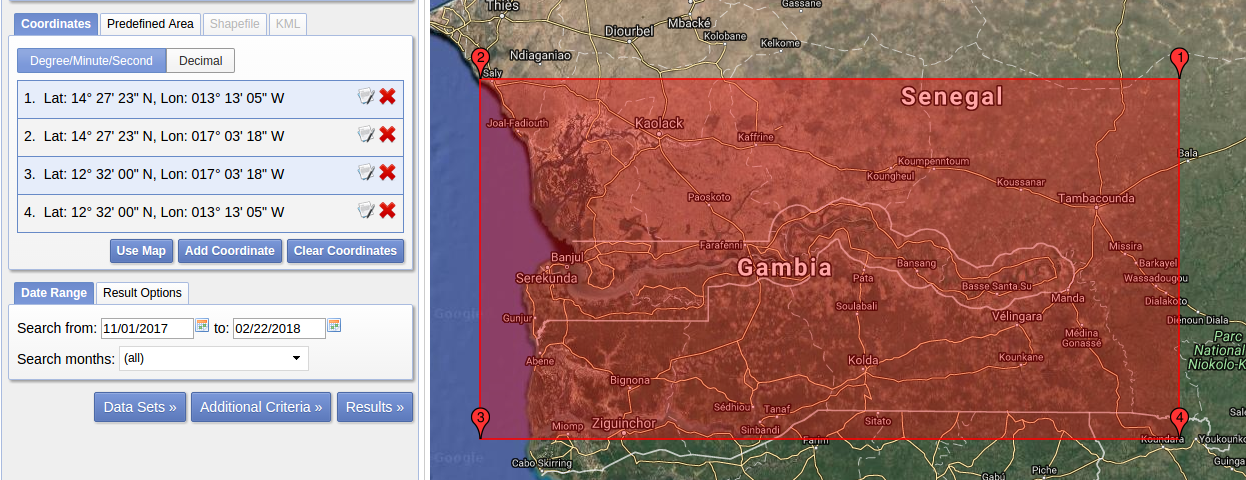 Coordinates Predefined Area Shapefile KML
Degree/Minute/Second Decimal
1. Lat: 14° 27' 23" N, Lon: 013° 13' 05" W
2. Lat: 14° 27' 23" N, Lon: 017° 03' 18" W
3. Lat: 12° 32' 00" N, Lon: 017° 03' 18" W
4. Lat: 12° 32' 00" N, Lon: 013° 13' 05" W
Use Map Add Coordinate Clear Coordinates
Date Range Result Options
Search from: 11/01/2017 to: 02/22/2018
Search months: (all)
Data Sets » Additional Criteria » Results »
Thiès
Gassane
Mbacké
Diourbel
Kolobane
Kelkome
Ndiaganiao
2
1
Saly
Senegal
Joal-Fadiouth
Kaolack
Kaffrine
Bala
Koumpenntoum
Koungheul
Koussanar
Paoskoto
Tambacounda
Farafenni
Missira
Banjul
Gambia
Bansang
Barkayel
Serekunda
Pata
Wassadougou
Basse Santa Su
Manda
Dialakoto
Soulabali
Google
Gunjur
Vélingara
Dienoun Diala
Médina
Gonassé
Parc
National
Niokolo-K
Abene
Kolda
Kounkane
Bignona
Sédhiou
Tanaf
3
4
Sale
Miomp
Ziguinchor
Sinbandi
Sitato
Farim
Koundara
Youkounko
Google
Cabo Skirring
Guinga
Piche
Gabú